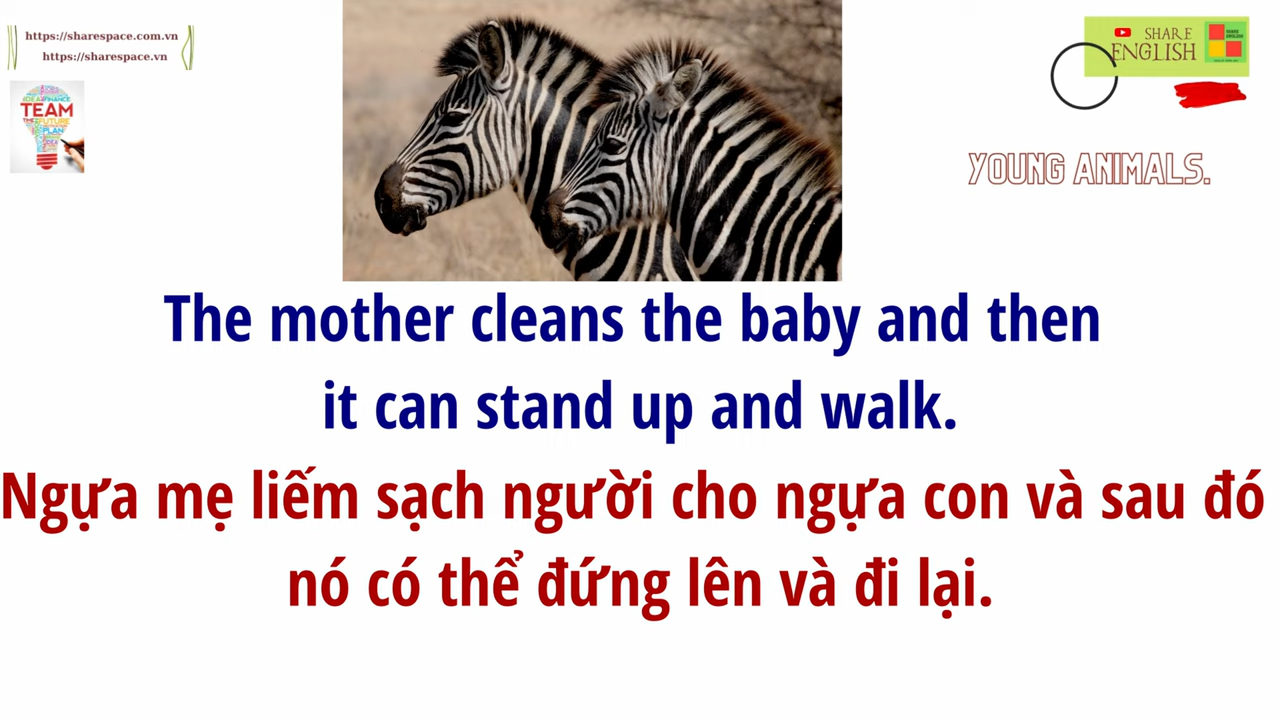 https://sharespace.com.vn
https://sharespace.vn
TEAM
PLAN
SHARE
ENGLISH
YOUNG ANIMALS.
The mother cleans the baby and then
it can stand up and walk.
Ngựa mẹ liếm sạch người cho ngựa con và sau đó
nó có thể đứng lên và đi lại.